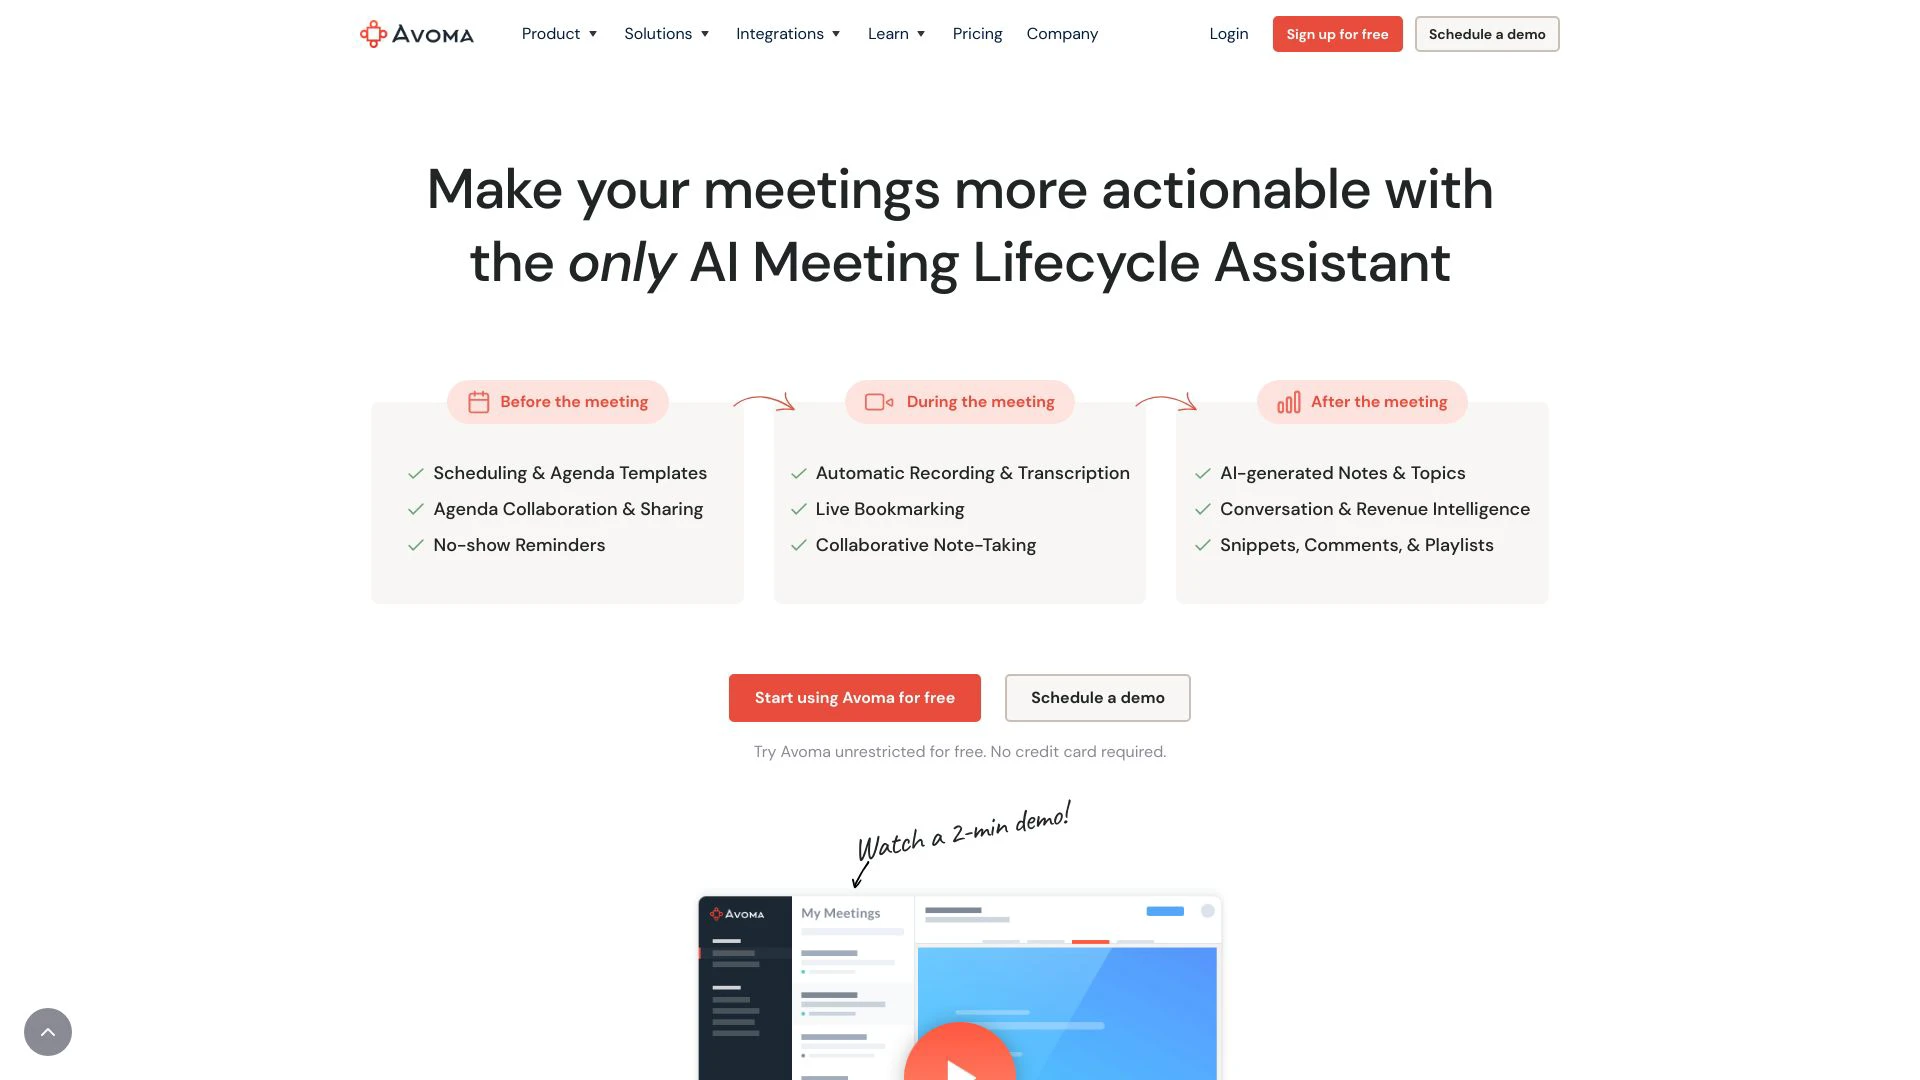 AVOMA
Product
Solutions
Integrations
Learn
Pricing
Company
Login
Sign up for free
Schedule a demo
Make your meetings more actionable with
the only AI Meeting Lifecycle Assistant
Before the meeting
Scheduling & Agenda Templates
Agenda Collaboration & Sharing
No-show Reminders
During the meeting
Automatic Recording & Transcription
Live Bookmarking
Collaborative Note-Taking
After the meeting
AI-generated Notes & Topics
Conversation & Revenue Intelligence
Snippets, Comments, & Playlists
Start using Avoma for free
Schedule a demo
Try Avoma unrestricted for free. No credit card required.
Watch a 2-min demo!
AVOMA
My Meetings